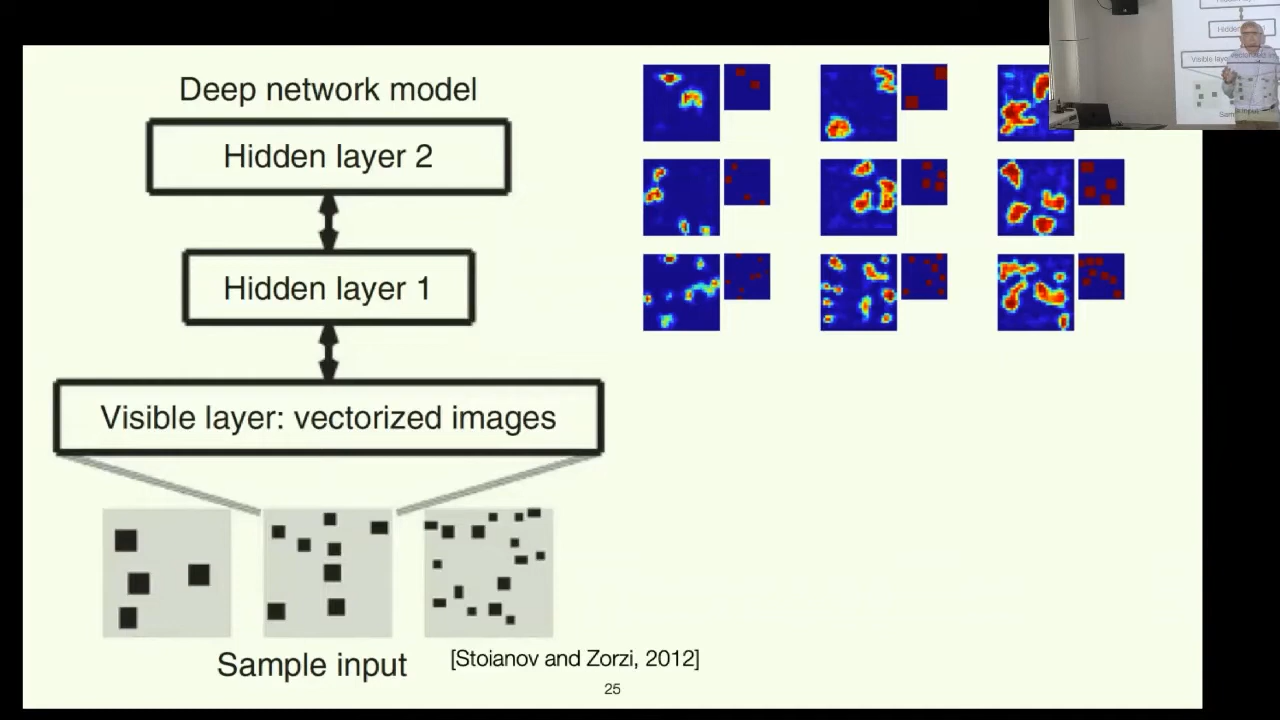 Deep network model
Hidden layer 2
Hidden layer 1
Visible layer: vectorized images
Sample input
[Stoianov and Zorzi, 2012]
25